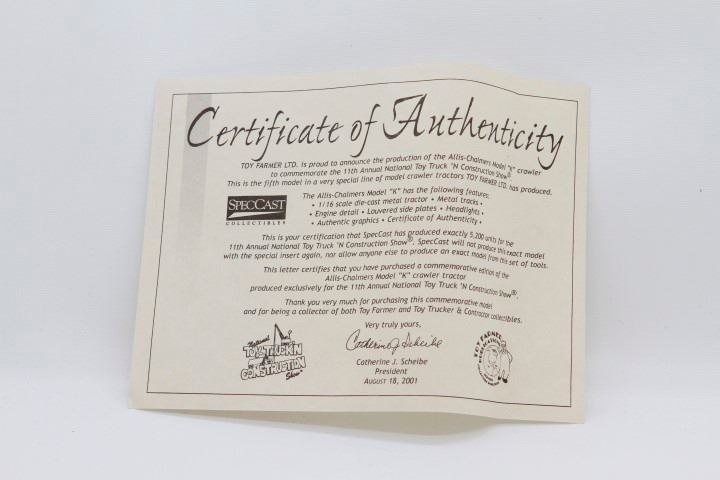 Certificate of Authenticity
TOY FARMER LTD. is proud to announce the production of the Allis-Chalmers Model "K" crawler
to commemorate the 11th Annual National Toy Truck 'N Construction Show®
This is the fifth model in a very special line of model crawler tractors TOY FARMER LTD. has produced.
SPECCAST
COLLECTIBLES
The Allis-Chalmers Model "K" has the following features:
• 1/16 scale die-cast metal tractor • Metal tracks •
• Engine detail • Louvered side plates • Headlights •
• Authentic graphics • Certificate of Authenticity •
This is your certification that SpecCast has produced exactly 5,200 units for the
11th Annual National Toy Truck 'N Construction Show®. SpecCast will not produce this exact model
with the special insert again, nor allow anyone else to produce an exact model from this set of tools.
This letter certifies that you have purchased a commemorative edition of the
Allis-Chalmers Model "K" crawler tractor
produced exclusively for the 11th Annual National Toy Truck 'N Construction Show®.
Thank you very much for purchasing this commemorative model
and for being a collector of both Toy Farmer and Toy Trucker & Contractor collectibles.
Very truly yours,
Catherine J Scheibe
Catherine J. Scheibe
President
AUGUST 18, 2001
National
TOY TRUCK'N
CONSTRUCTION
Show
TOY FARMER